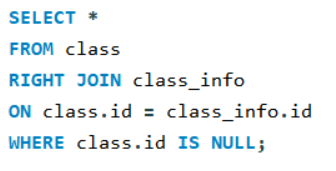 SELECT *
FROM class
RIGHT JOIN class_info
ON class.id = class_info.id
WHERE class.id IS NULL;